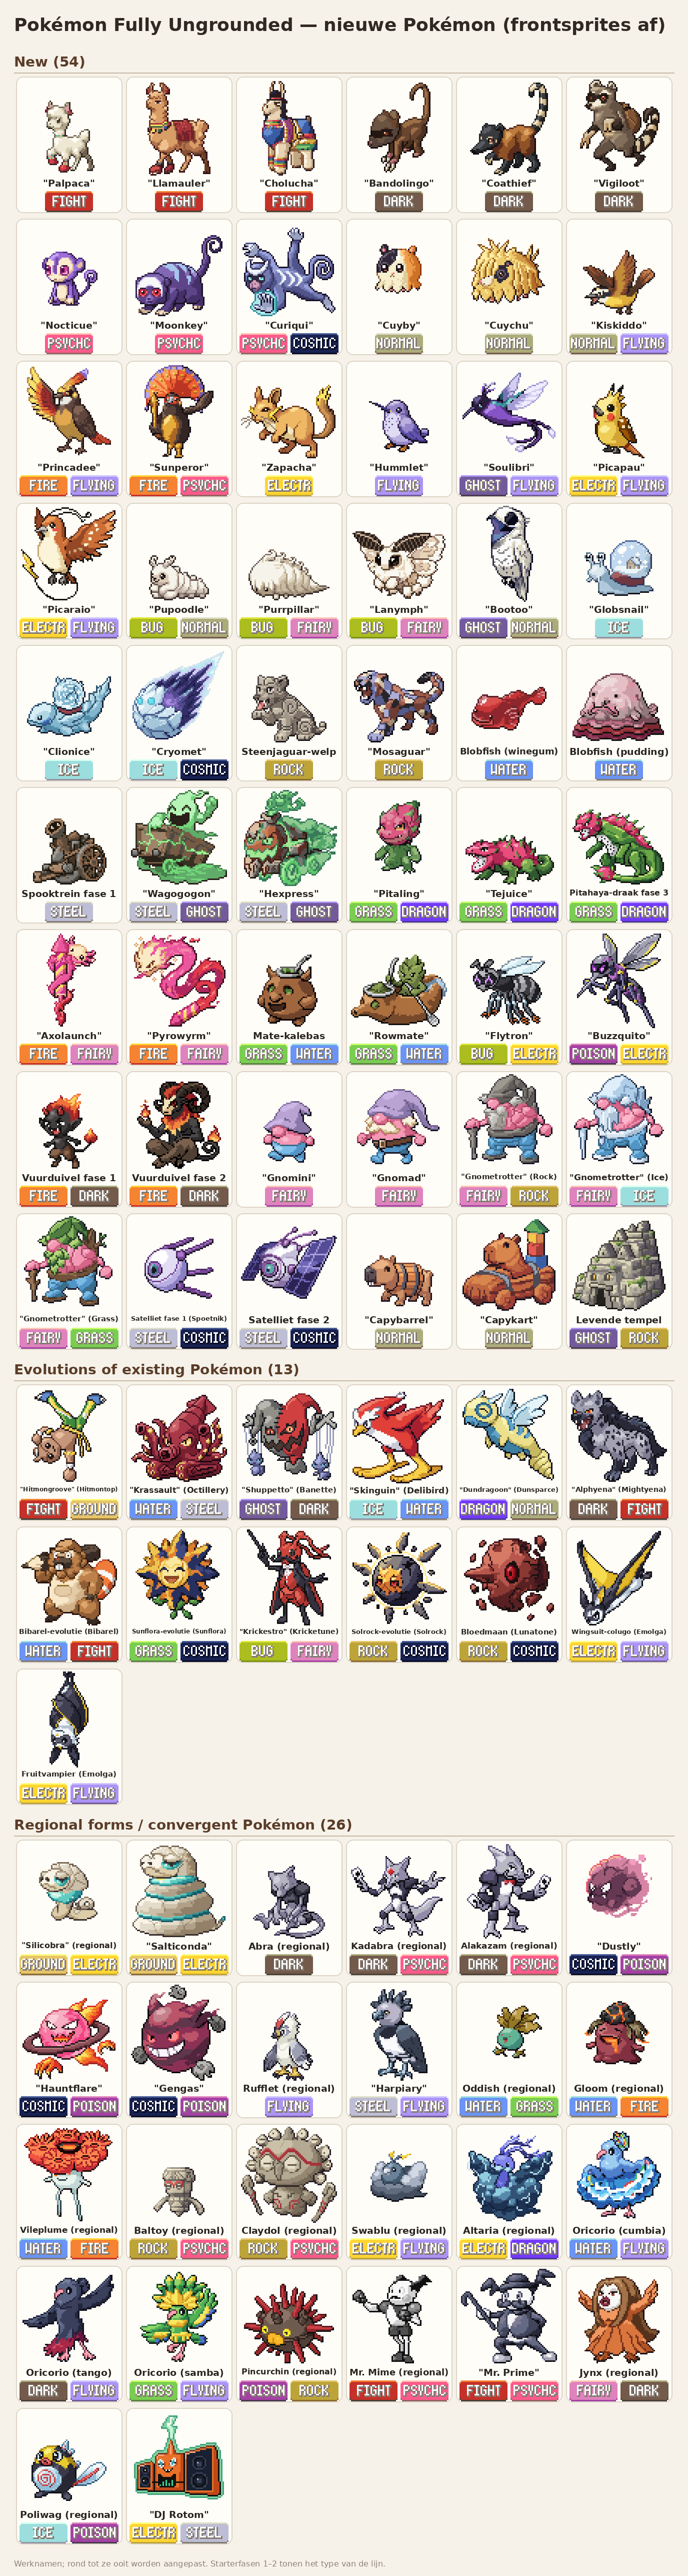 Pokémon Fully Ungrounded — nieuwe Pokémon (frontsprites af)
New (54)
"Palpaca" "Llamauler" "Cholucha" "Bandolingo" "Coathief" "Vigiloot"
FIGHT FIGHT FIGHT DARK DARK DARK
"Nocticue" "Moonkey" "Curiqui" "Cuyby" "Cuychu" "Kiskiddo"
PSYCHC PSYCHC PSYCHC COSMIC NORMAL NORMAL NORMAL FLYING
"Princadee" "Sunperor" "Zapacha" "Hummlet" "Soulibri" "Picapau"
FIRE FLYING FIRE PSYCHC ELECTR FLYING GHOST FLYING ELECTR FLYING
"Picaraio" "Pupoodle" "Purrpillar" "Lanymph" "Bootoo" "Globsnail"
ELECTR FLYING BUG NORMAL BUG FAIRY BUG FAIRY GHOST NORMAL ICE
"Clionice" "Cryomet" Steenjaguar-welp "Mosaguar" Blobfish (winegum) Blobfish (pudding)
ICE ICE COSMIC ROCK ROCK WATER WATER
Spooktrein fase 1 "Wagogogon" "Hexpress" "Pitaling" "Tejuice" Pitahaya-draak fase 3
STEEL STEEL GHOST STEEL GHOST GRASS DRAGON GRASS DRAGON GRASS DRAGON
"Axolaunch" "Pyrowyrm" Mate-kalebas "Rowmate" "Flytron" "Buzzquito"
FIRE FAIRY FIRE FAIRY GRASS WATER GRASS WATER BUG ELECTR POISON ELECTR
Vuurduivel fase 1 Vuurduivel fase 2 "Gnomini" "Gnomad" "Gnometrotter" (Rock) "Gnometrotter" (Ice)
FIRE DARK FIRE DARK FAIRY FAIRY FAIRY ROCK FAIRY ICE
"Gnometrotter" (Grass) Satelliet fase 1 (Spoetnik) Satelliet fase 2 "Capybarrel" "Capykart" Levende tempel
FAIRY GRASS STEEL COSMIC STEEL COSMIC NORMAL NORMAL GHOST ROCK
Evolutions of existing Pokémon (13)
"Hitmongroove" (Hitmontop) "Krassault" (Octillery) "Shuppetto" (Banette) "Skinguin" (Delibird) "Dundragoon" (Dunsparce) "Alphyena" (Mightyena)
FIGHT GROUND WATER STEEL GHOST DARK ICE WATER DRAGON NORMAL DARK FIGHT
Bibarel-evolutie (Bibarel) Sunflora-evolutie (Sunflora) "Krickestro" (Kricketune) Solrock-evolutie (Solrock) Bloedmaan (Lunatone) Wingsuit-colugo (Emolga)
WATER FIGHT GRASS COSMIC BUG FAIRY ROCK COSMIC ROCK COSMIC ELECTR FLYING
Fruitvampier (Emolga)
ELECTR FLYING
Regional forms / convergent Pokémon (26)
"Silicobra" (regional) "Salticonda" Abra (regional) Kadabra (regional) Alakazam (regional) "Dustly"
GROUND ELECTR GROUND ELECTR DARK DARK PSYCHC DARK PSYCHC COSMIC POISON
"Hauntflare" "Gengas" Rufflet (regional) "Harpiary" Oddish (regional) Gloom (regional)
COSMIC POISON COSMIC POISON FLYING STEEL FLYING WATER GRASS WATER FIRE
Vileplume (regional) Baltoy (regional) Claydol (regional) Swablu (regional) Altaria (regional) Oricorio (cumbia)
WATER FIRE ROCK PSYCHC ROCK PSYCHC ELECTR FLYING ELECTR DRAGON WATER FLYING
Oricorio (tango) Oricorio (samba) Pincurchin (regional) Mr. Mime (regional) "Mr. Prime" Jynx (regional)
DARK FLYING GRASS FLYING POISON ROCK FIGHT PSYCHC FIGHT PSYCHC FAIRY DARK
Poliwag (regional) "DJ Rotom"
ICE POISON ELECTR STEEL
Werknamen; rond tot ze ooit worden aangepast. Starterfasen 1–2 tonen het type van de lijn.